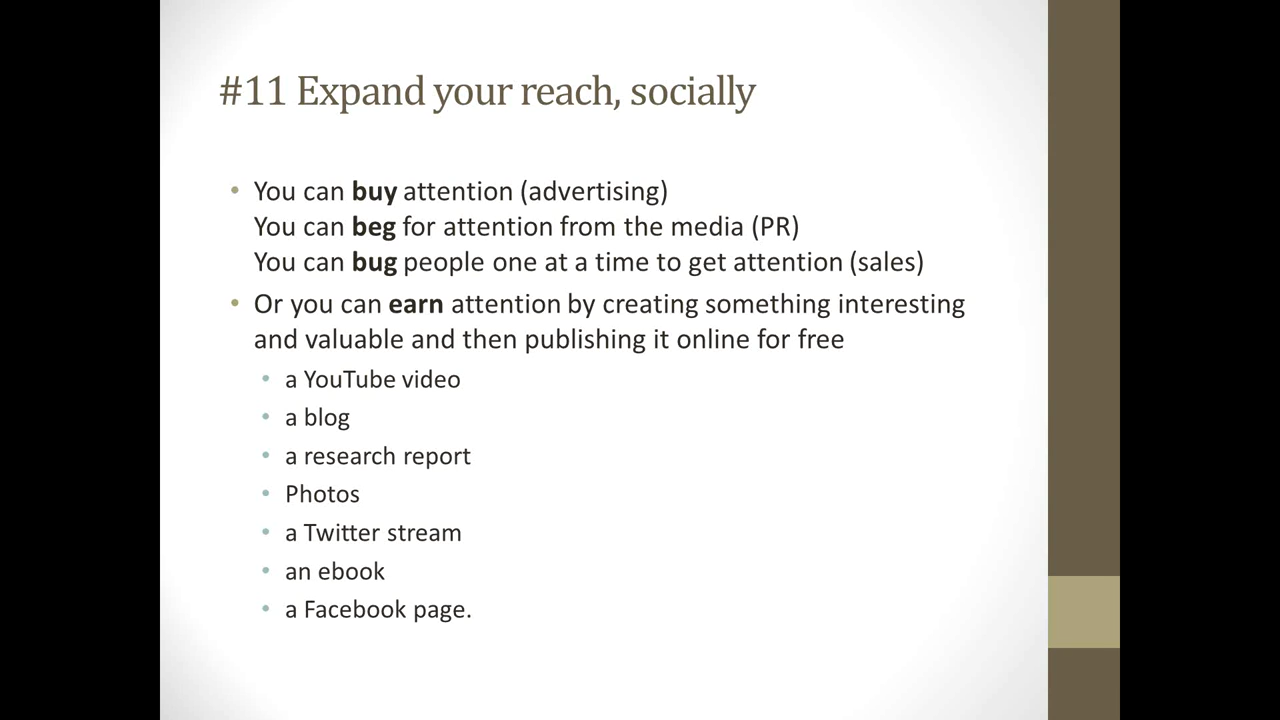 #11 Expand your reach, socially
• You can buy attention (advertising)
You can beg for attention from the media (PR)
You can bug people one at a time to get attention (sales)
• Or you can earn attention by creating something interesting
and valuable and then publishing it online for free
• a YouTube video
• a blog
• a research report
• Photos
• a Twitter stream
• an ebook
• a Facebook page.